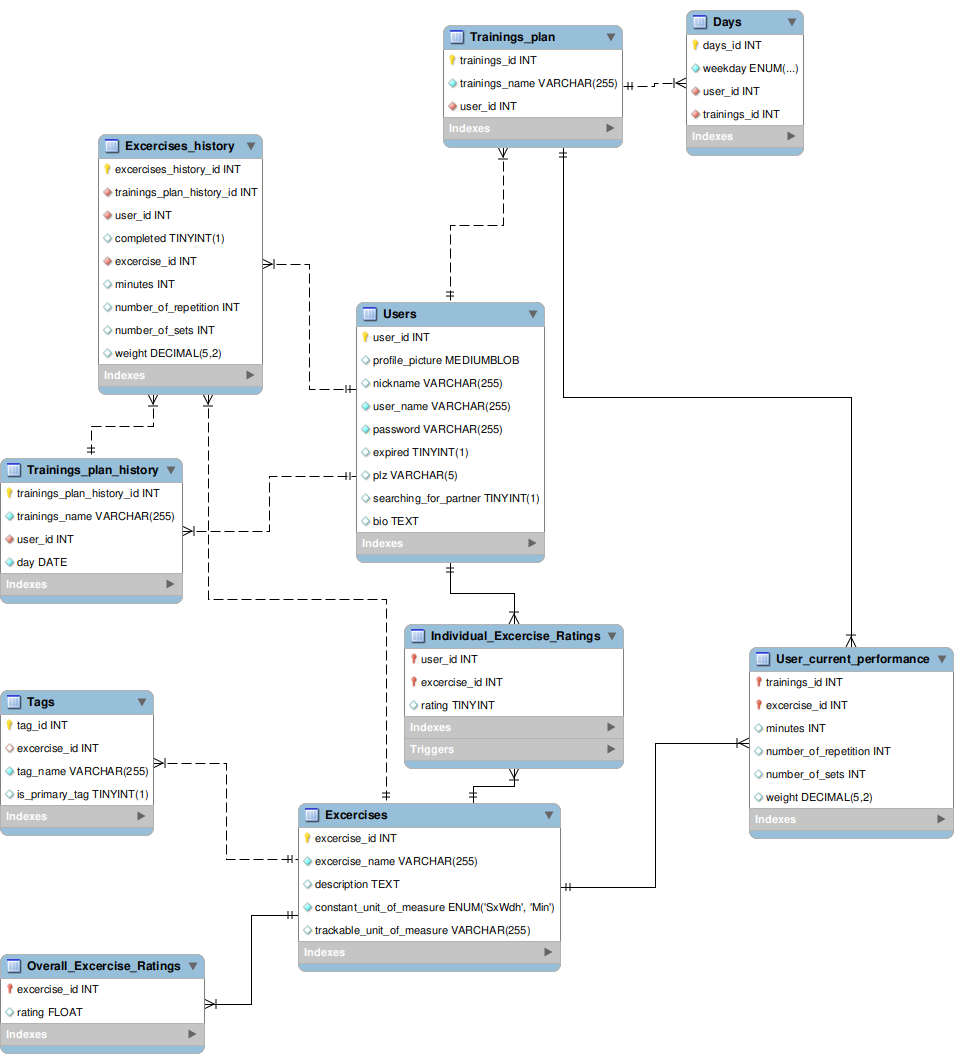 Trainings_plan
trainings_id INT
trainings_name VARCHAR(255)
user_id INT
Indexes
Days
days_id INT
weekday ENUM(...)
user_id INT
trainings_id INT
Indexes
Excercises_history
excercises_history_id INT
trainings_plan_history_id INT
user_id INT
completed TINYINT(1)
excercise_id INT
minutes INT
number_of_repetition INT
number_of_sets INT
weight DECIMAL(5,2)
Indexes
Users
user_id INT
profile_picture MEDIUMBLOB
nickname VARCHAR(255)
user_name VARCHAR(255)
password VARCHAR(255)
expired TINYINT(1)
plz VARCHAR(5)
searching_for_partner TINYINT(1)
bio TEXT
Indexes
Trainings_plan_history
trainings_plan_history_id INT
trainings_name VARCHAR(255)
user_id INT
day DATE
Indexes
Individual_Excercise_Ratings
user_id INT
excercise_id INT
rating TINYINT
Indexes
Triggers
User_current_performance
trainings_id INT
excercise_id INT
minutes INT
number_of_repetition INT
number_of_sets INT
weight DECIMAL(5,2)
Indexes
Tags
tag_id INT
excercise_id INT
tag_name VARCHAR(255)
is_primary_tag TINYINT(1)
Indexes
Excercises
excercise_id INT
excercise_name VARCHAR(255)
description TEXT
constant_unit_of_measure ENUM('SxWdh', 'Min')
trackable_unit_of_measure VARCHAR(255)
Indexes
Overall_Excercise_Ratings
excercise_id INT
rating FLOAT
Indexes